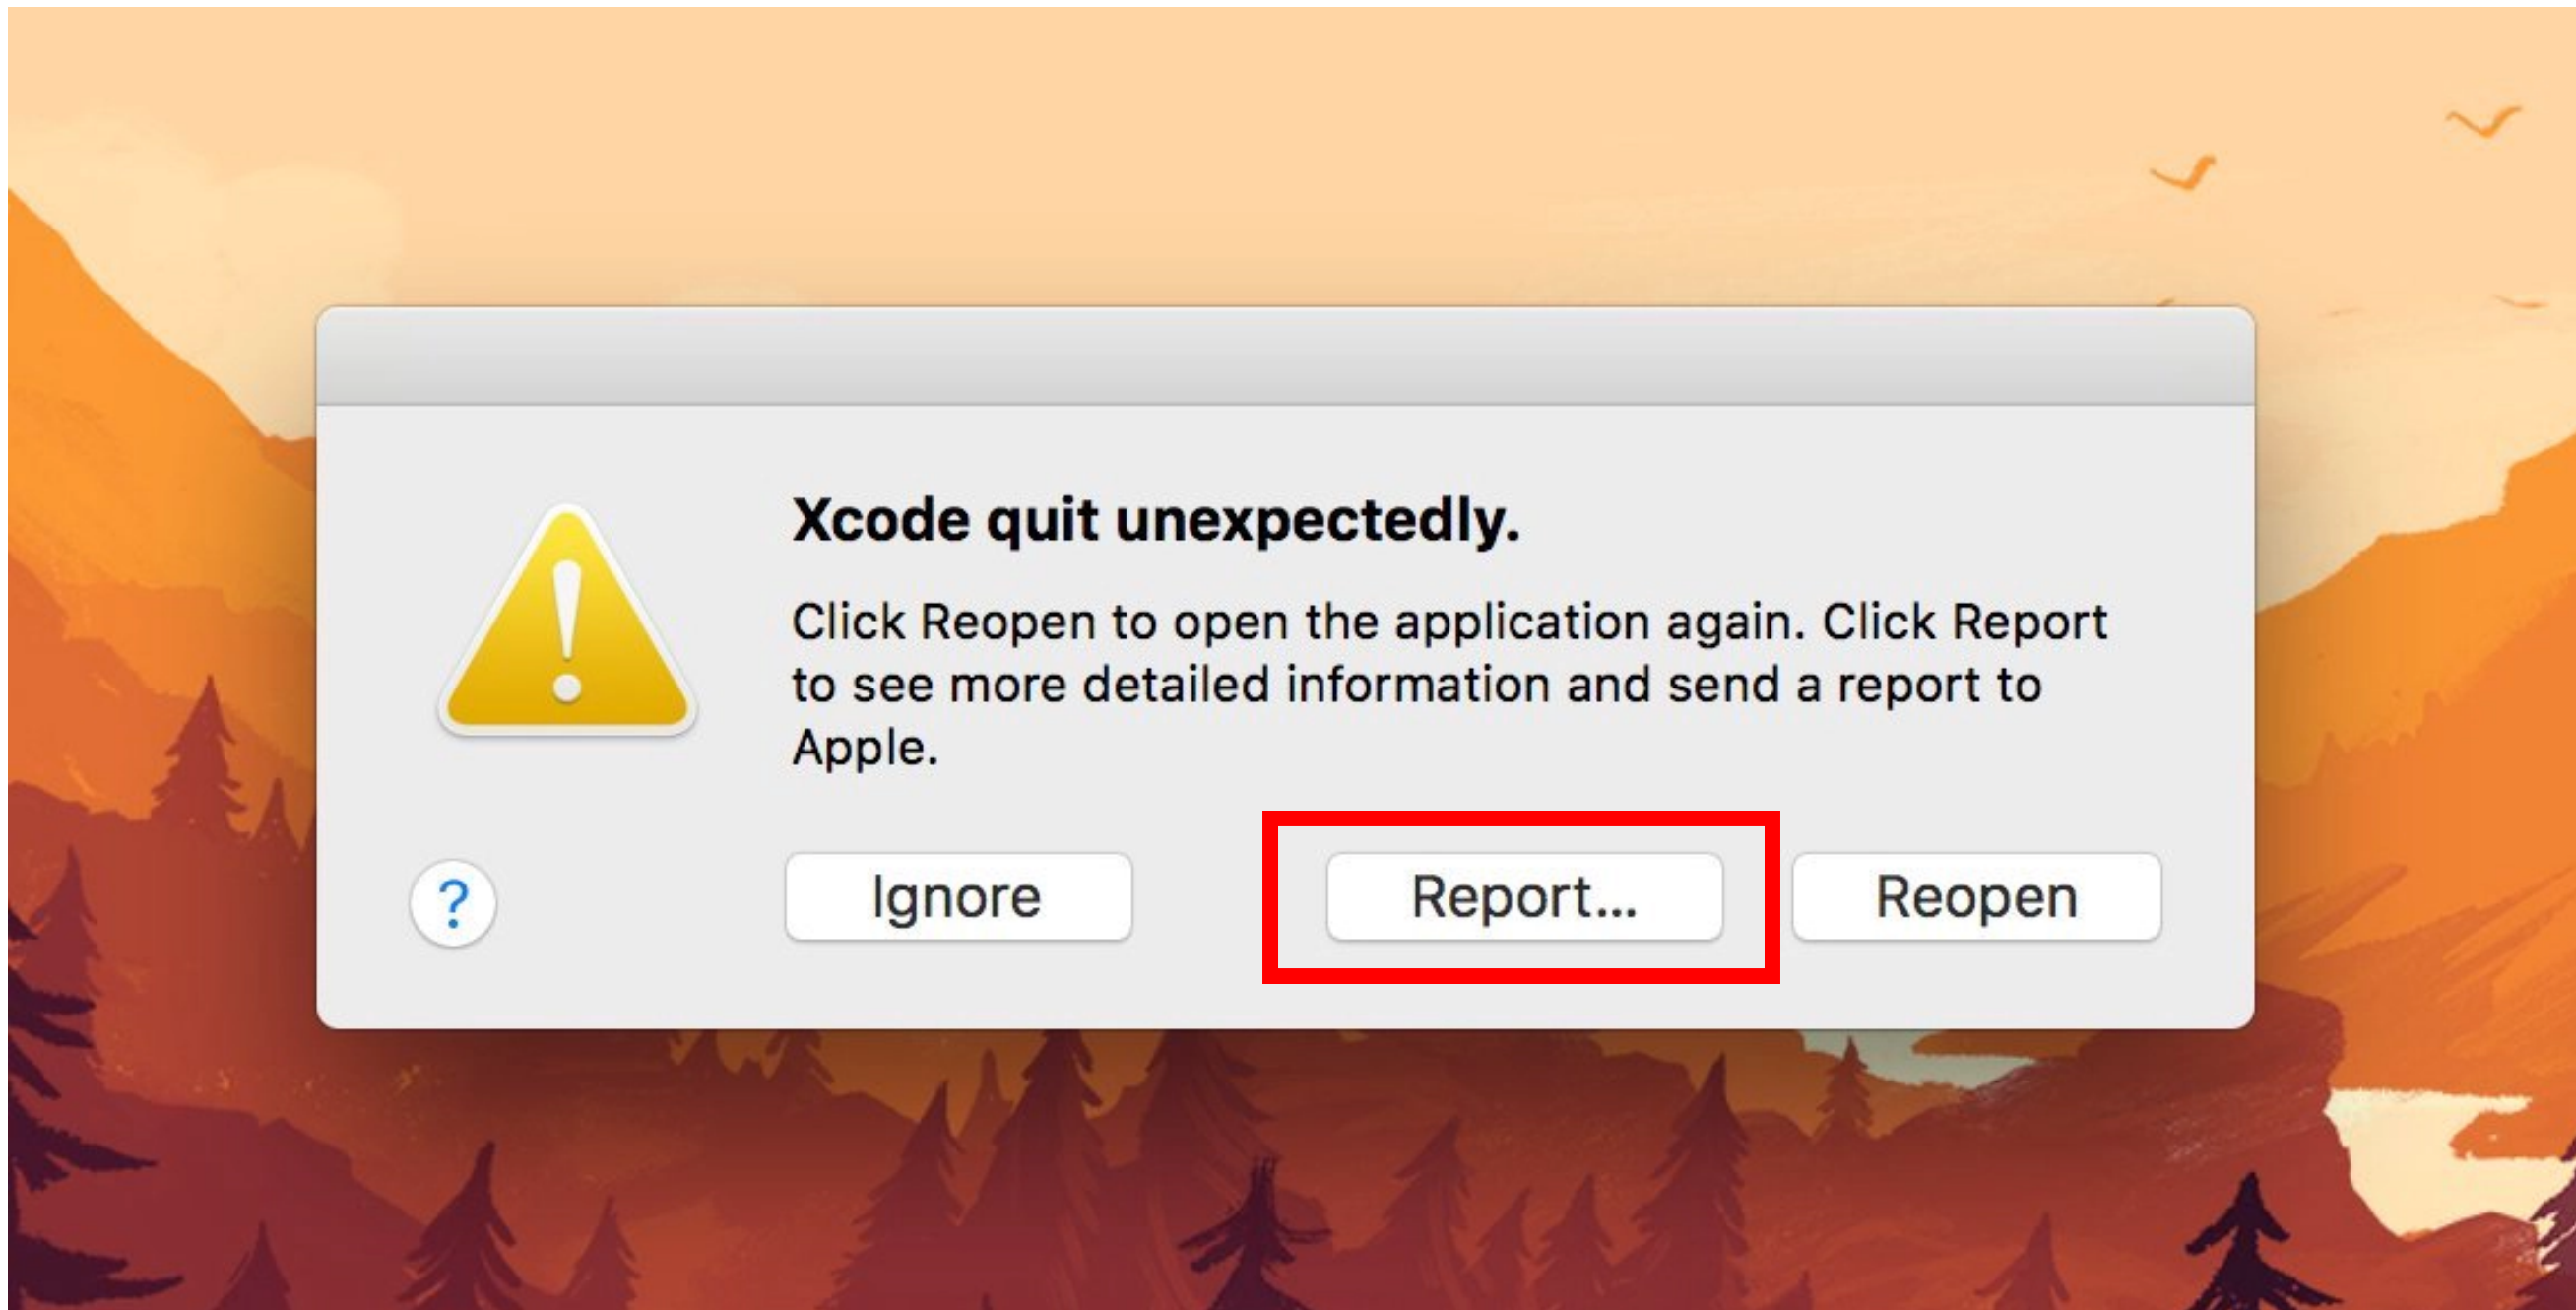 Xcode quit unexpectedly.
Click Reopen to open the application again. Click Report
to see more detailed information and send a report to
Apple.
?
Ignore
Report...
Reopen